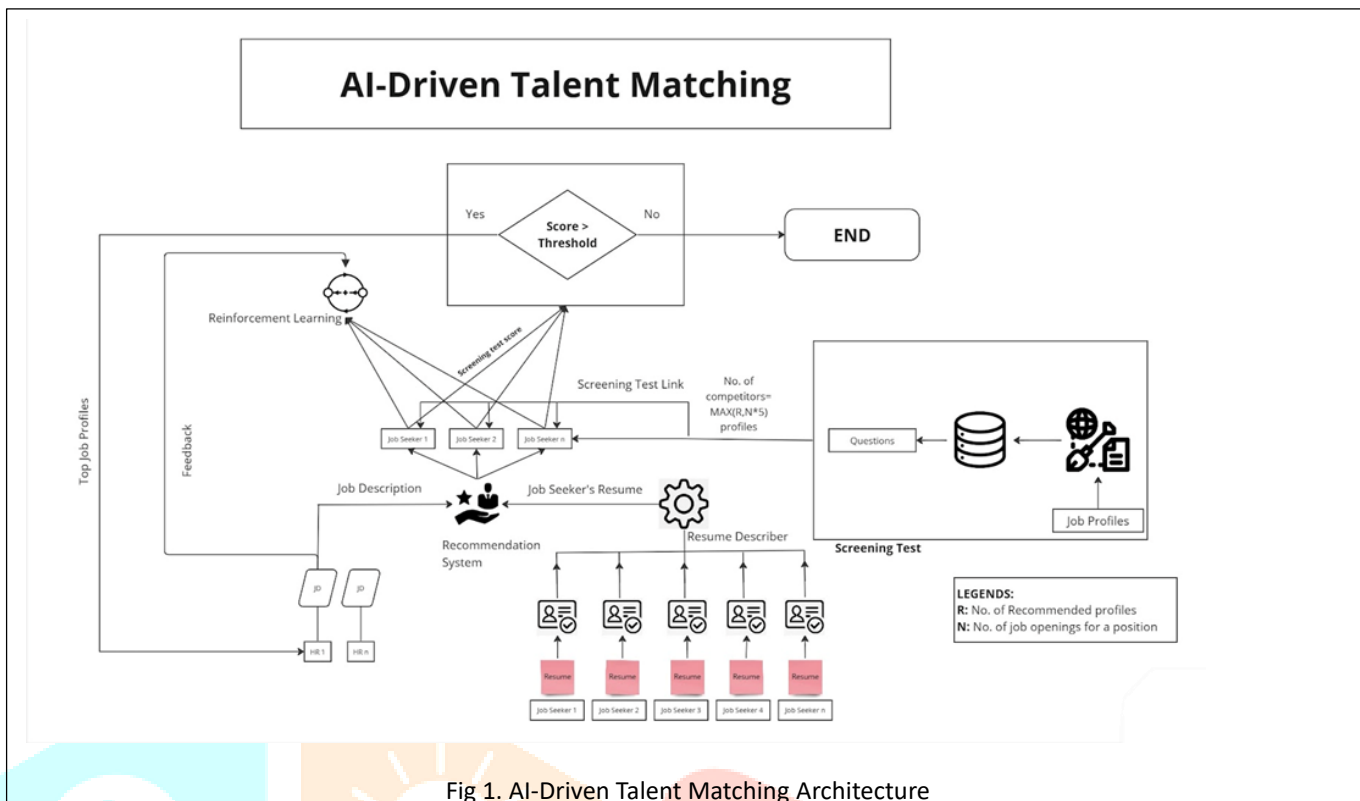 AI-Driven Talent Matching
Yes
No
Score >
Threshold
END
Reinforcement Learning
Screening test score
Screening Test Link
No. of
competitors=
MAX(R,N*5)
profiles
Top Job Profiles
Feedback
Job Seeker 1
Job Seeker 2
Job Seeker n
Questions
Job Profiles
Screening Test
Job Description
Job Seeker's Resume
Recommendation
System
Resume Describer
JD
JD
HR 1
HR n
LEGENDS:
R: No. of Recommended profiles
N: No. of job openings for a position
Resume
Resume
Resume
Resume
Resume
Job Seeker 1
Job Seeker 2
Job Seeker 3
Job Seeker 4
Job Seeker n
Fig 1. AI-Driven Talent Matching Architecture